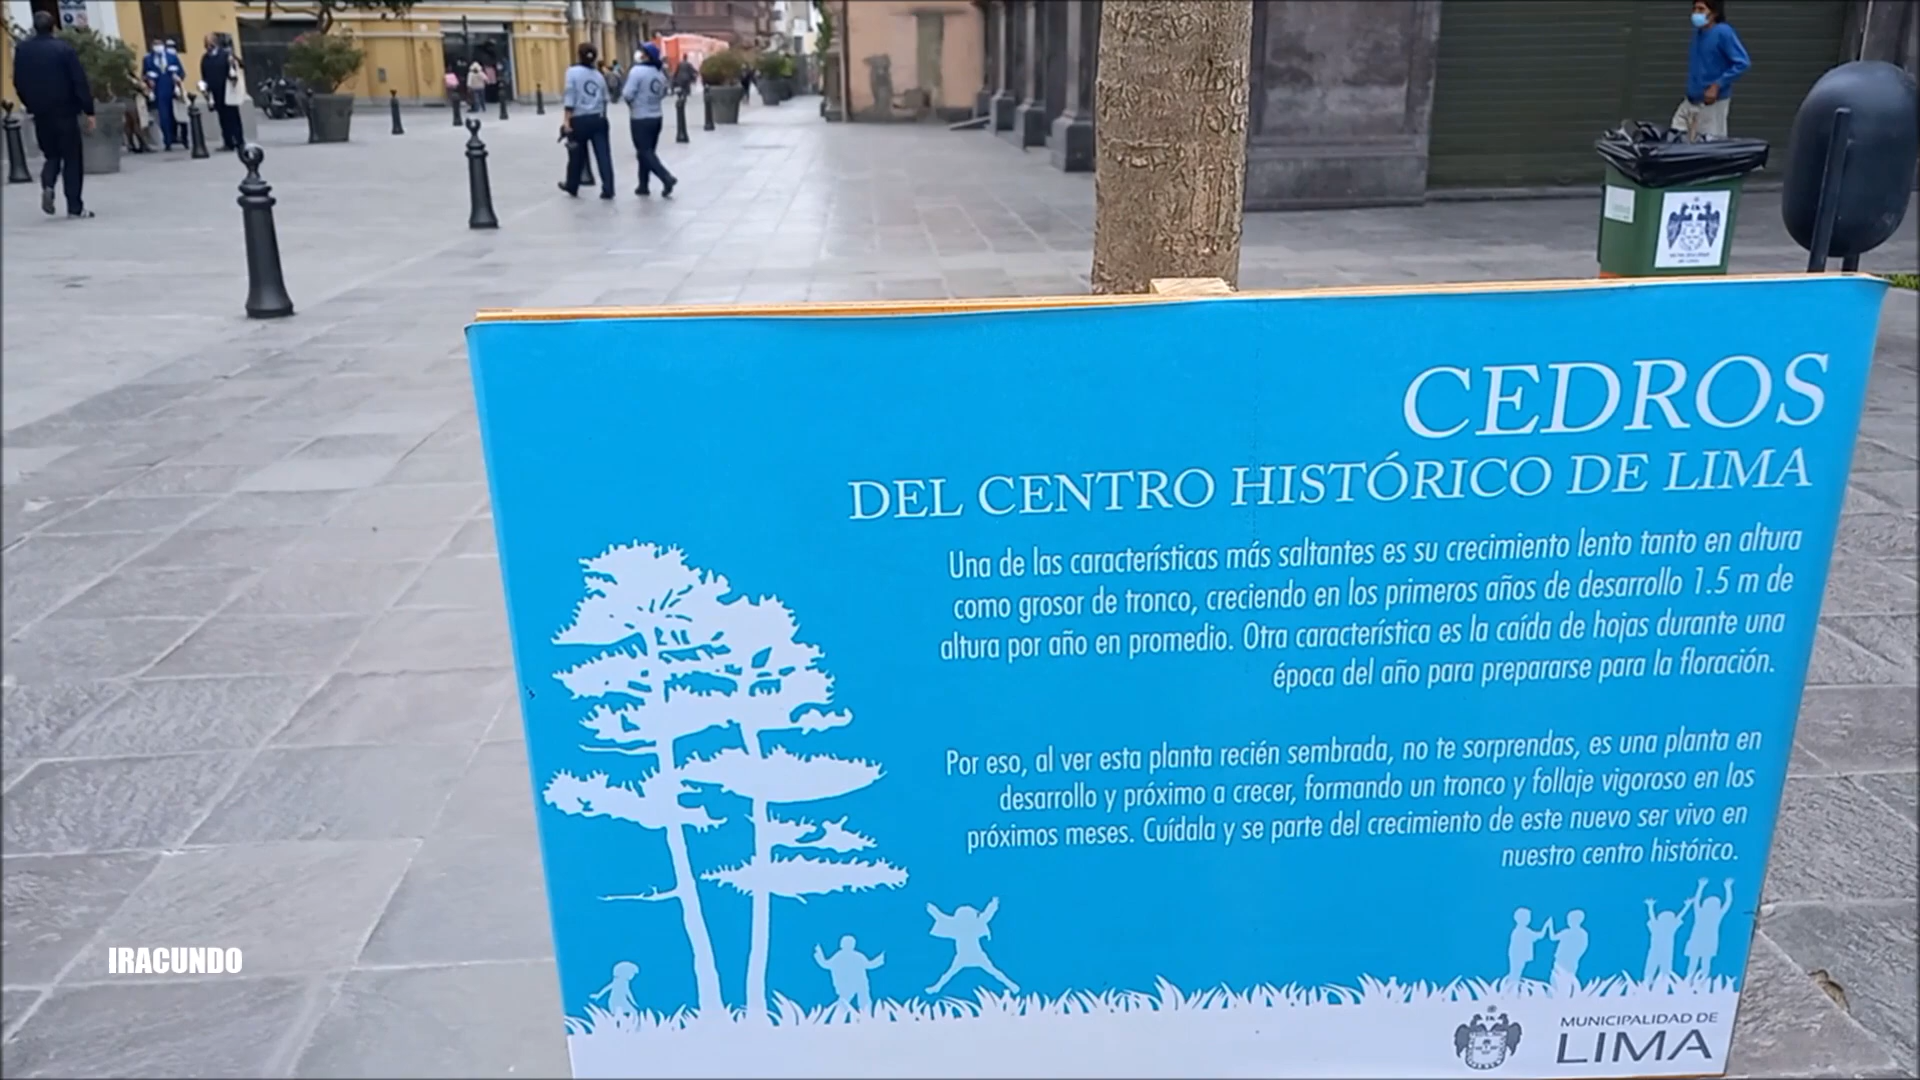 CEDROS
DEL CENTRO HISTÓRICO DE LIMA
Una de las características más saltantes es su crecimiento lento tanto en altura
como grosor de tronco, creciendo en los primeros años de desarrollo 1.5 m de
altura por año en promedio. Otra característica es la caída de hojas durante una
época del año para prepararse para la floración.
Por eso, al ver esta planta recién sembrada, no te sorprendas, es una planta en
desarrollo y próximo a crecer, formando un tronco y follaje vigoroso en los
próximos meses. Cuídala y se parte del crecimiento de este nuevo ser vivo en
nuestro centro histórico.
IRACUNDO
MUNICIPALIDAD DE
LIMA